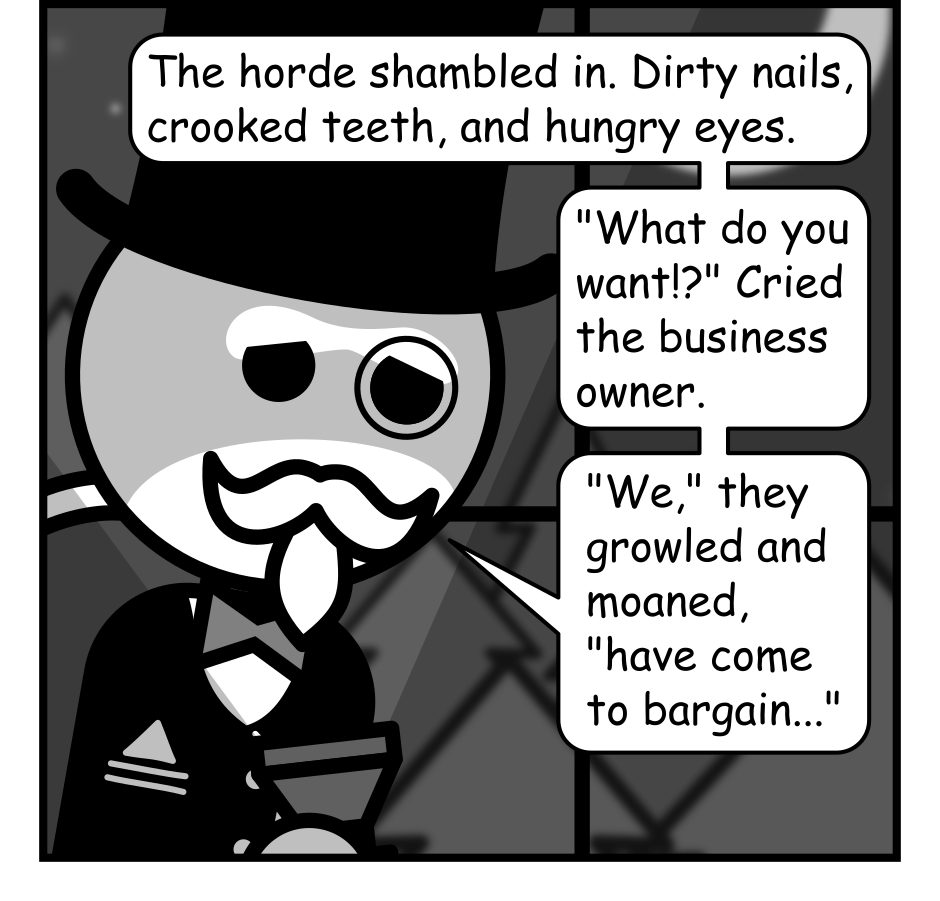 The horde shambled in. Dirty nails,
crooked teeth, and hungry eyes.
"What do you
want!?" Cried
the business
owner.
"We," they
growled and
moaned,
"have come
to bargain..."